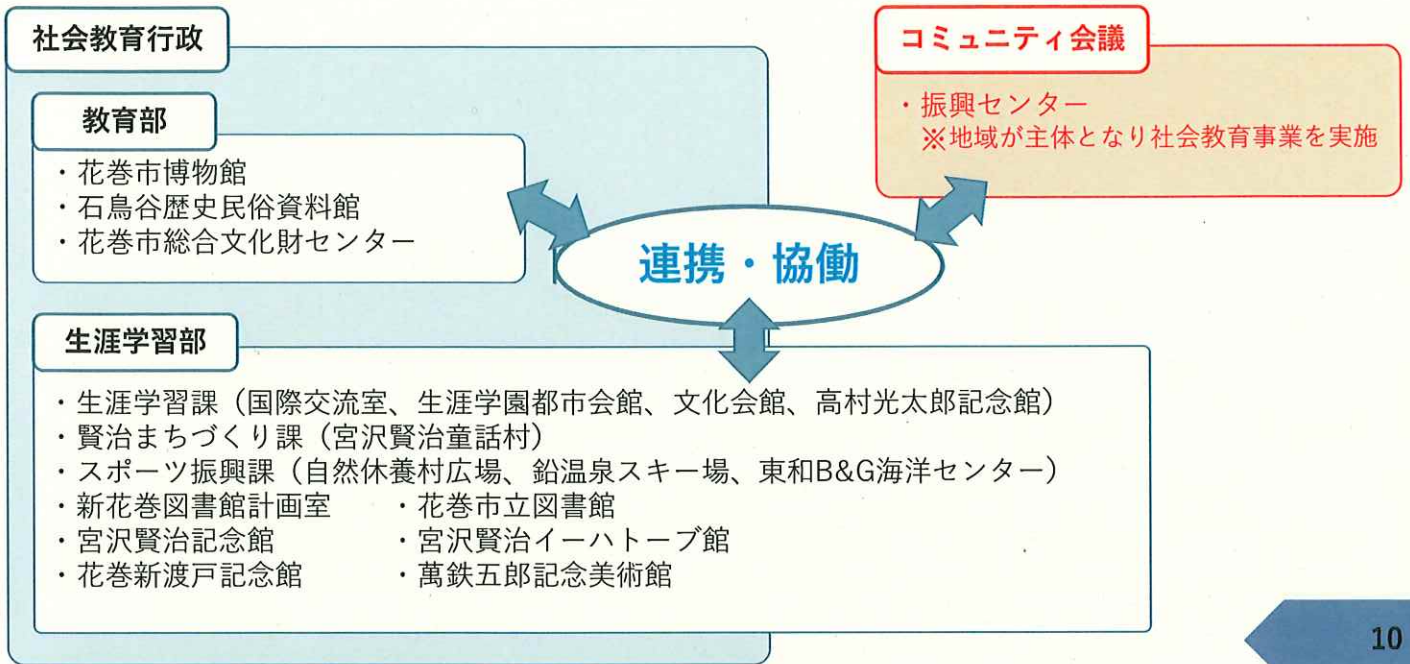 社会教育行政
教育部
・花巻市博物館
・石鳥谷歴史民俗資料館
・花巻市総合文化財センター
コミュニティ会議
・振興センター
※地域が主体となり社会教育事業を実施
連携・協働
生涯学習部
・生涯学習課（国際交流室、生涯学園都市会館、文化会館、高村光太郎記念館）
・賢治まちづくり課（宮沢賢治童話村）
・スポーツ振興課（自然休養村広場、鉛温泉スキー場、東和B&G海洋センター）
・新花巻図書館計画室 ・花巻市立図書館
・宮沢賢治記念館 ・宮沢賢治イーハトーブ館
・花巻新渡戸記念館 ・萬鉄五郎記念美術館
10